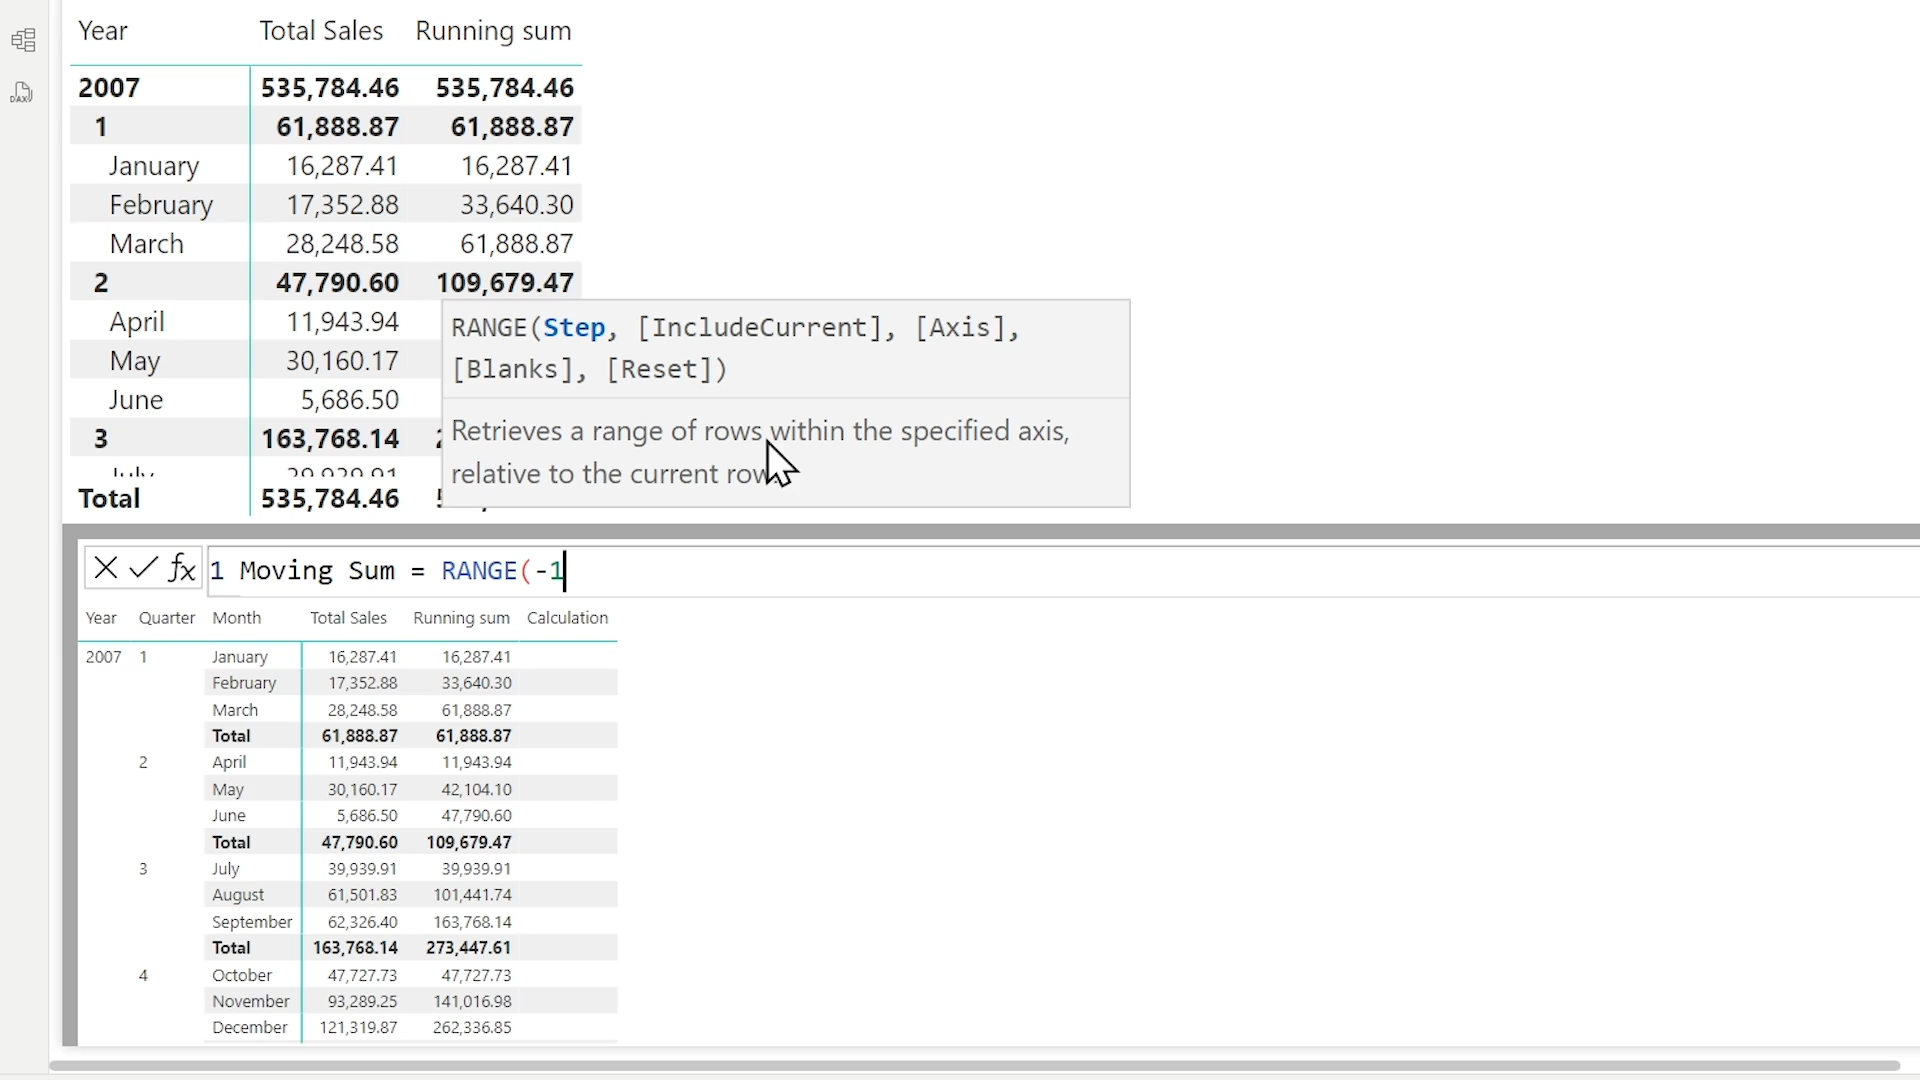 Year Total Sales Running sum
2007 535,784.46 535,784.46
1 61,888.87 61,888.87
January 16,287.41 16,287.41
February 17,352.88 33,640.30
March 28,248.58 61,888.87
2 47,790.60 109,679.47
April 11,943.94
May 30,160.17
June 5,686.50
3 163,768.14
July 39,939.91
Total 535,784.46
RANGE(Step, [IncludeCurrent], [Axis],
[Blanks], [Reset])
Retrieves a range of rows within the specified axis,
relative to the current row.
DAX
fx 1 Moving Sum = RANGE(-1
Year Quarter Month Total Sales Running sum Calculation
2007 1 January 16,287.41 16,287.41
February 17,352.88 33,640.30
March 28,248.58 61,888.87
Total 61,888.87 61,888.87
2 April 11,943.94 11,943.94
May 30,160.17 42,104.10
June 5,686.50 47,790.60
Total 47,790.60 109,679.47
3 July 39,939.91 39,939.91
August 61,501.83 101,441.74
September 62,326.40 163,768.14
Total 163,768.14 273,447.61
4 October 47,727.73 47,727.73
November 93,289.25 141,016.98
December 121,319.87 262,336.85